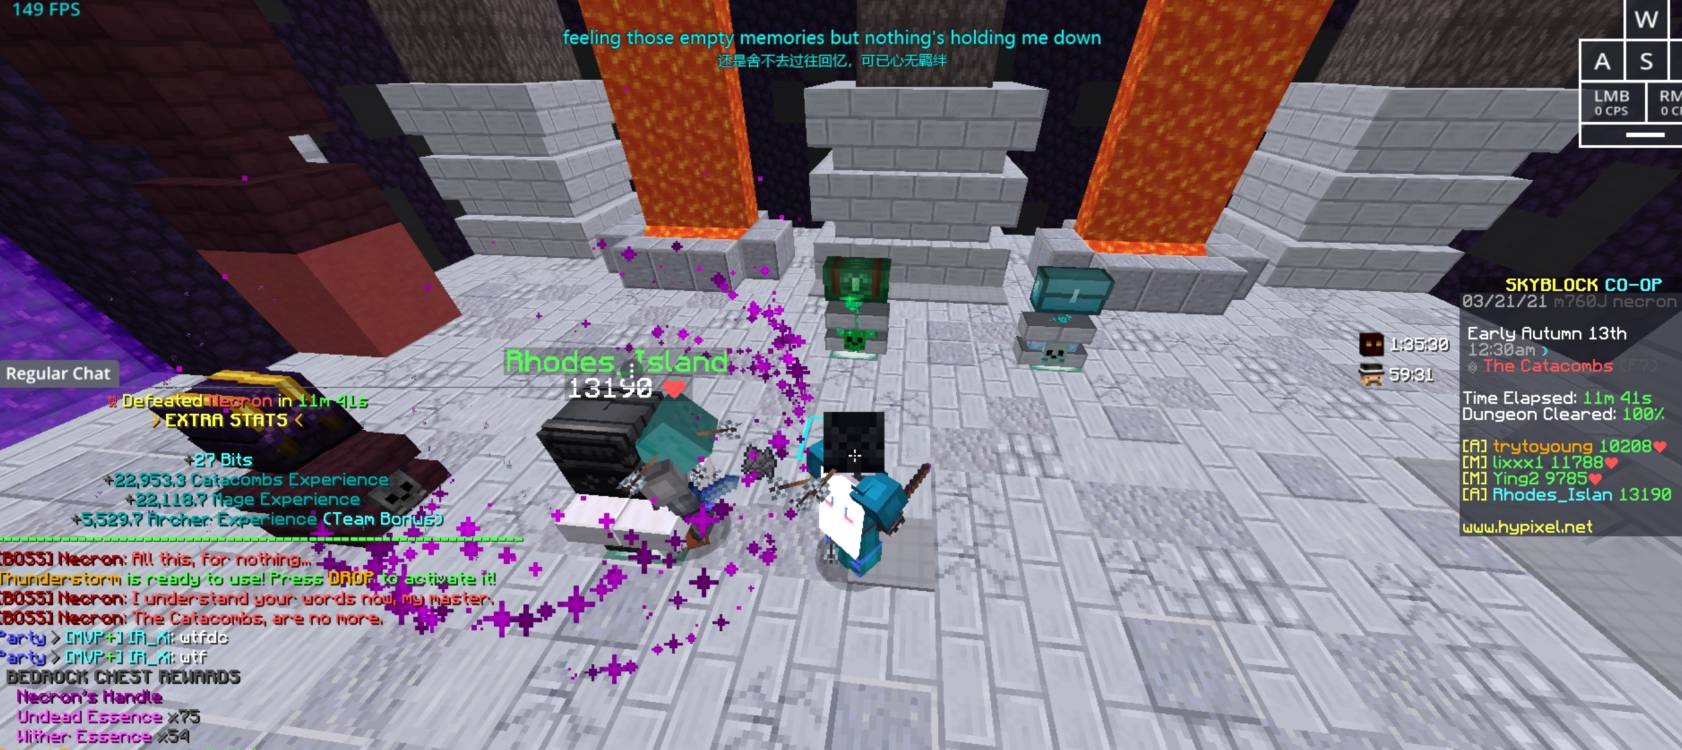 149 FPS
feeling those empty memories but nothing's holding me down
还是舍不去过往回忆，可已心无羁绊
W
A S
LMB
0 CPS
Rhodes_Island
13190 ❤
Regular Chat
Defeated Necron in 11m 41s
> EXTRA STATS <
+27 Bits
+22,953.3 Catacombs Experience
+22,118.7 Mage Experience
+5,529.7 Archer Experience (Team Bonus)
[BOSS] Necron: All this, for nothing...
Thunderstorm is ready to use! Press DROP to activate it!
[BOSS] Necron: I understand your words now, my master.
[BOSS] Necron: The Catacombs, are no more.
Party > [MVP+] IR_Xi: wtfdc
Party > [MVP+] IR_Xi: wtf
BEDROCK CHEST REWARDS
Necron's Handle
Undead Essence x75
Wither Essence x54
1:35:30
59:31
SKYBLOCK CO-OP
03/21/21 m760J necron
Early Autumn 13th
12:30am
The Catacombs
Time Elapsed: 11m 41s
Dungeon Cleared: 100%
[A] trytoyoung 10208❤
[M] lixxx1 11788❤
[M] Ying2 9785❤
[A] Rhodes_Islan 13190
www.hypixel.net